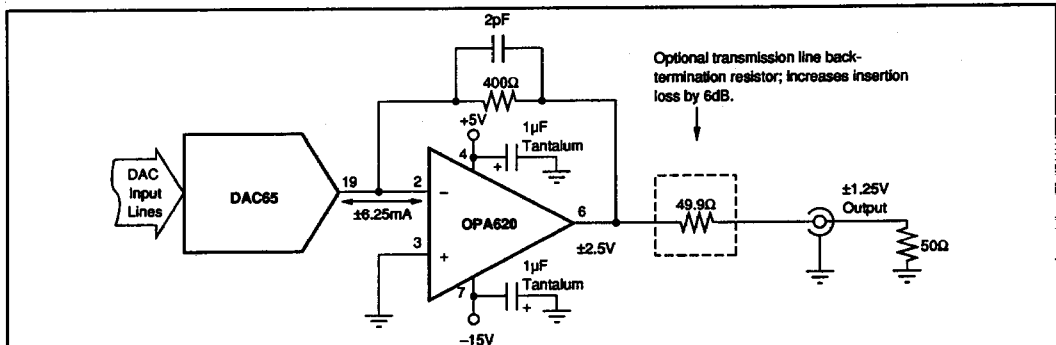 2pF
400Ω
Optional transmission line back-
termination resistor; increases insertion
loss by 6dB.
+5V
1µF
Tantalum
4
+
DAC
Input
Lines
DAC65
19
2
–
±6.25mA
OPA620
6
±2.5V
49.9Ω
±1.25V
Output
50Ω
3
+
1µF
Tantalum
7
+
–15V